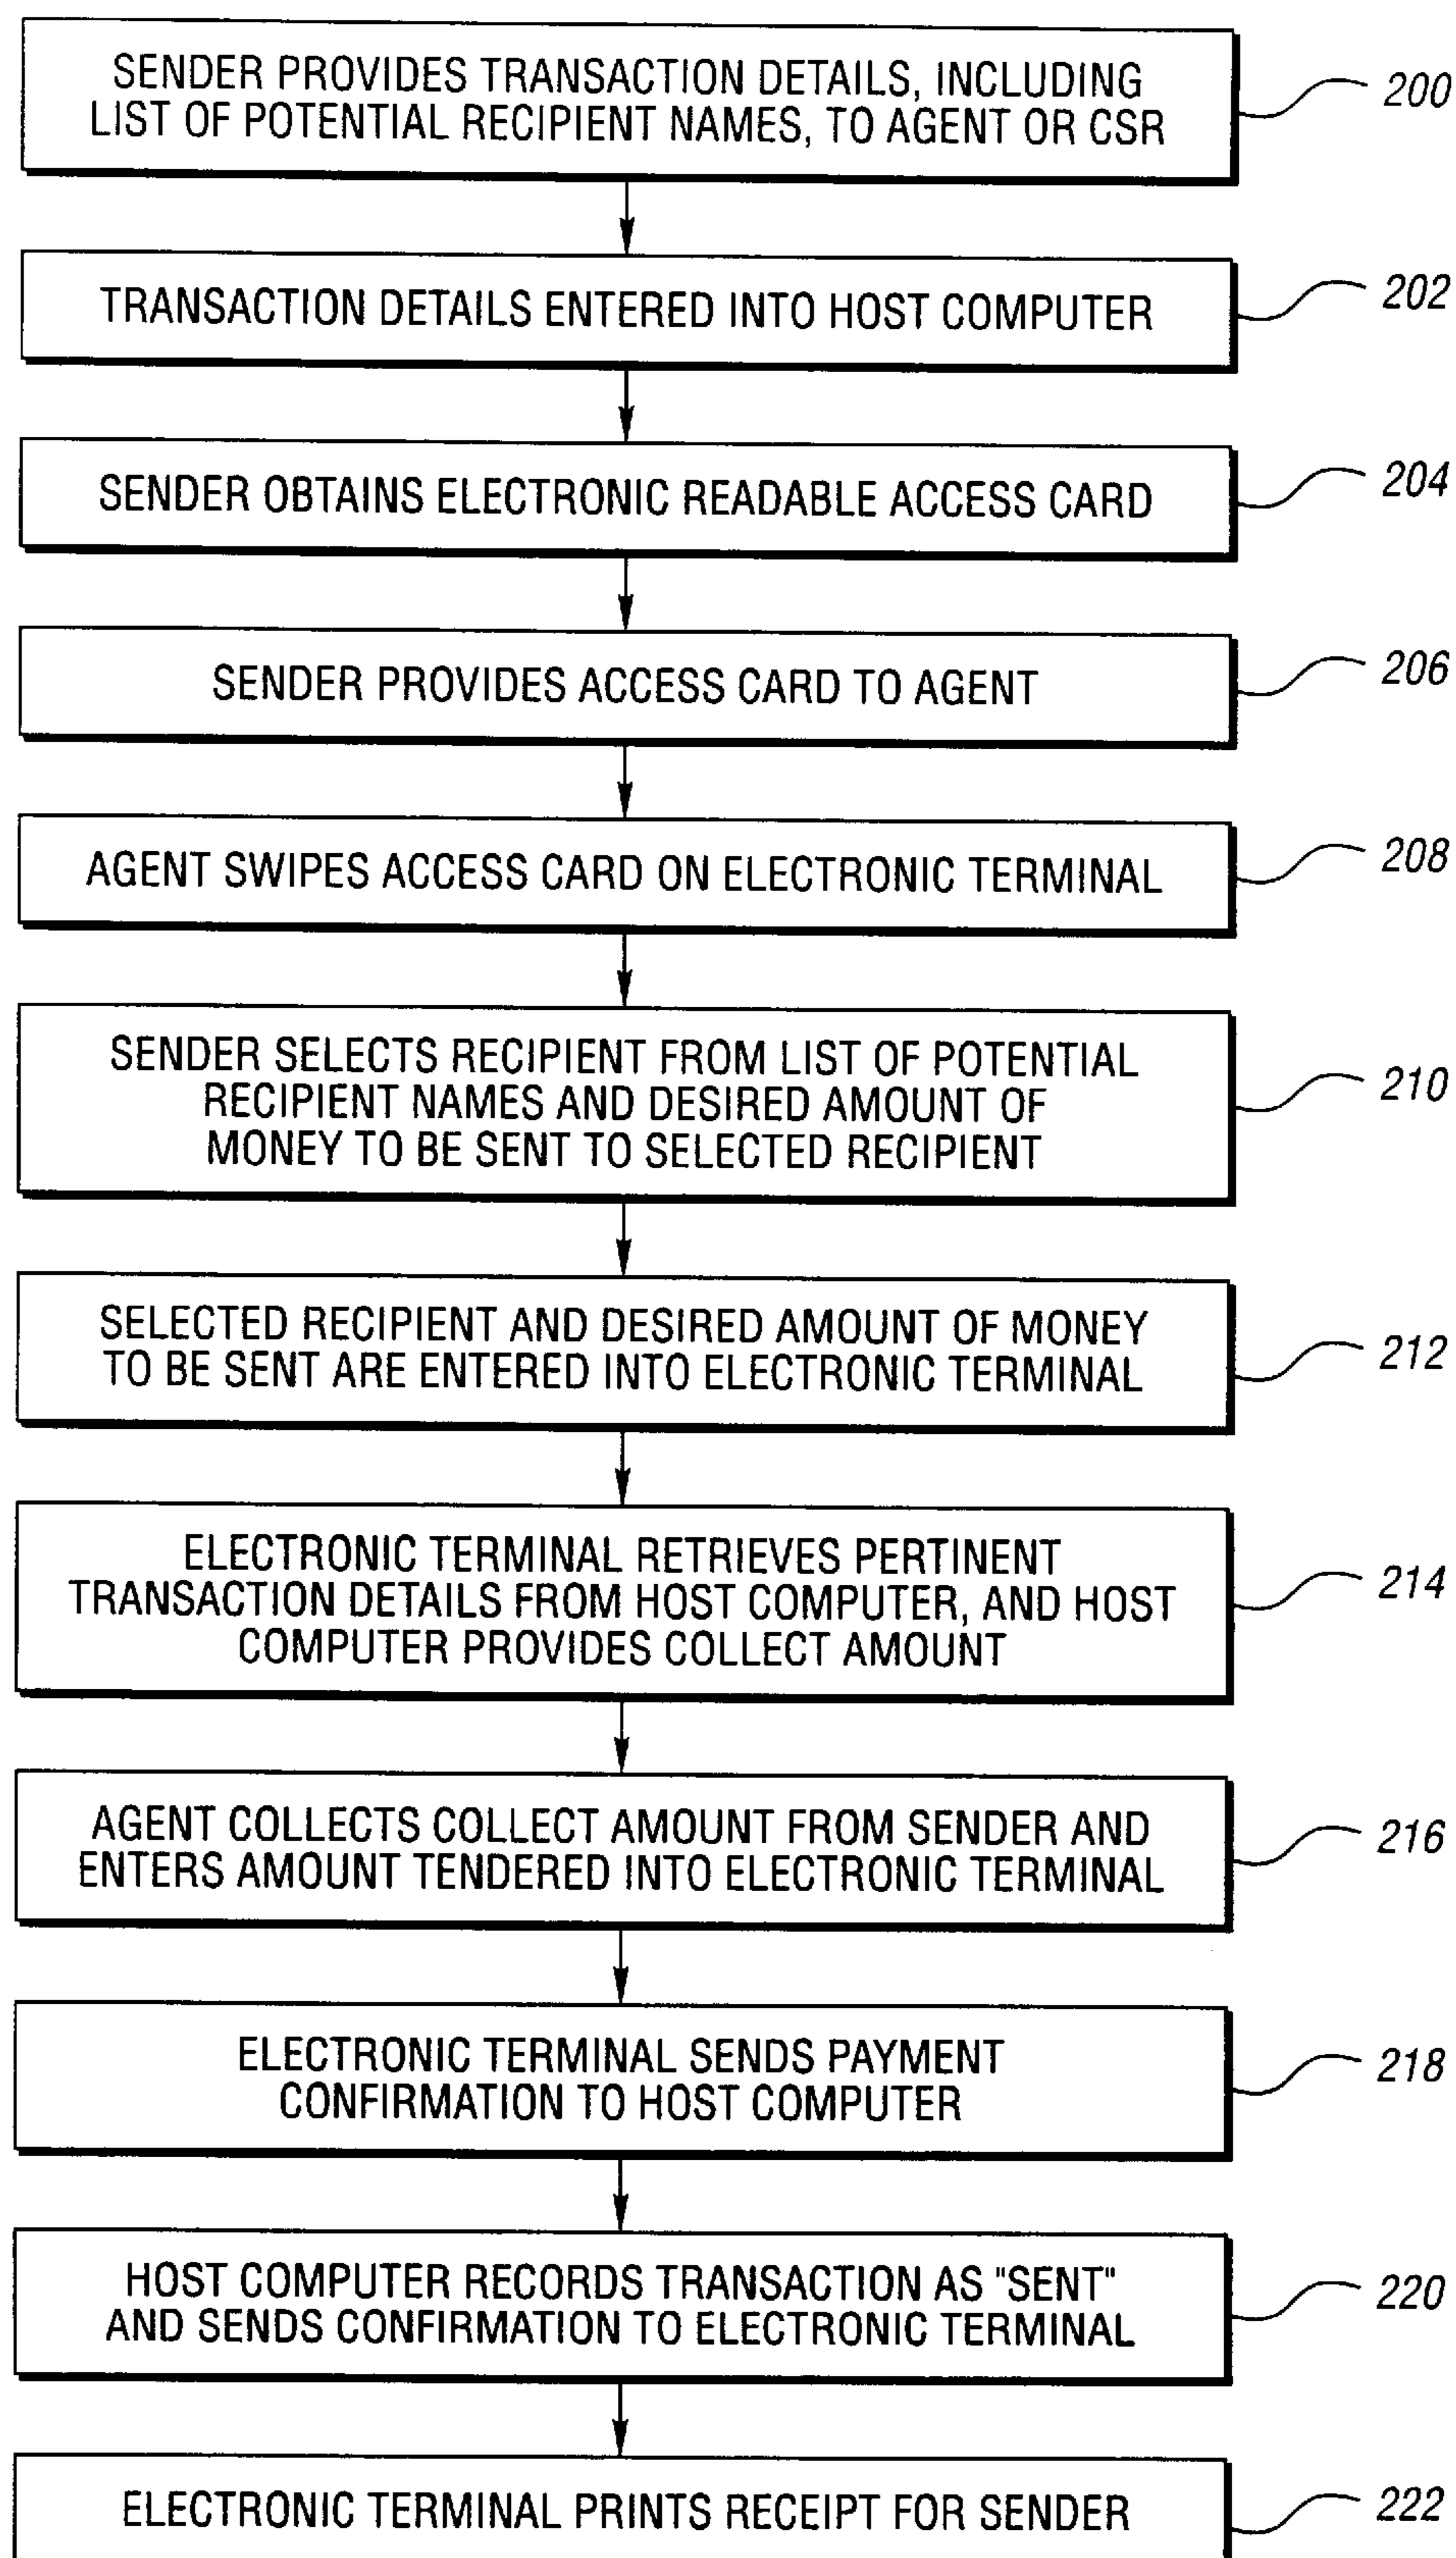 SENDER PROVIDES TRANSACTION DETAILS, INCLUDING
LIST OF POTENTIAL RECIPIENT NAMES, TO AGENT OR CSR
200
TRANSACTION DETAILS ENTERED INTO HOST COMPUTER
202
SENDER OBTAINS ELECTRONIC READABLE ACCESS CARD
204
SENDER PROVIDES ACCESS CARD TO AGENT
206
AGENT SWIPES ACCESS CARD ON ELECTRONIC TERMINAL
208
SENDER SELECTS RECIPIENT FROM LIST OF POTENTIAL
RECIPIENT NAMES AND DESIRED AMOUNT OF
MONEY TO BE SENT TO SELECTED RECIPIENT
210
SELECTED RECIPIENT AND DESIRED AMOUNT OF MONEY
TO BE SENT ARE ENTERED INTO ELECTRONIC TERMINAL
212
ELECTRONIC TERMINAL RETRIEVES PERTINENT
TRANSACTION DETAILS FROM HOST COMPUTER, AND HOST
COMPUTER PROVIDES COLLECT AMOUNT
214
AGENT COLLECTS COLLECT AMOUNT FROM SENDER AND
ENTERS AMOUNT TENDERED INTO ELECTRONIC TERMINAL
216
ELECTRONIC TERMINAL SENDS PAYMENT
CONFIRMATION TO HOST COMPUTER
218
HOST COMPUTER RECORDS TRANSACTION AS "SENT"
AND SENDS CONFIRMATION TO ELECTRONIC TERMINAL
220
ELECTRONIC TERMINAL PRINTS RECEIPT FOR SENDER
222